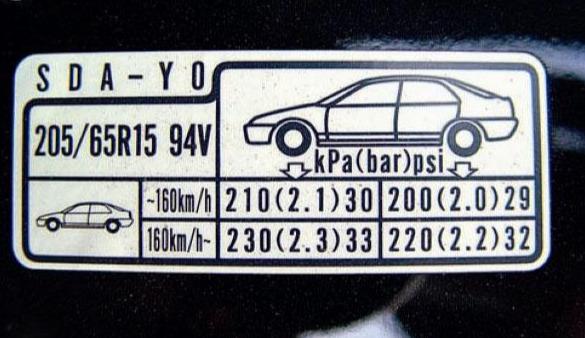 SDA-Y0
205/65R15 94V
kPa(bar)psi
~160km/h 210(2.1)30 200(2.0)29
160km/h~ 230(2.3)33 220(2.2)32